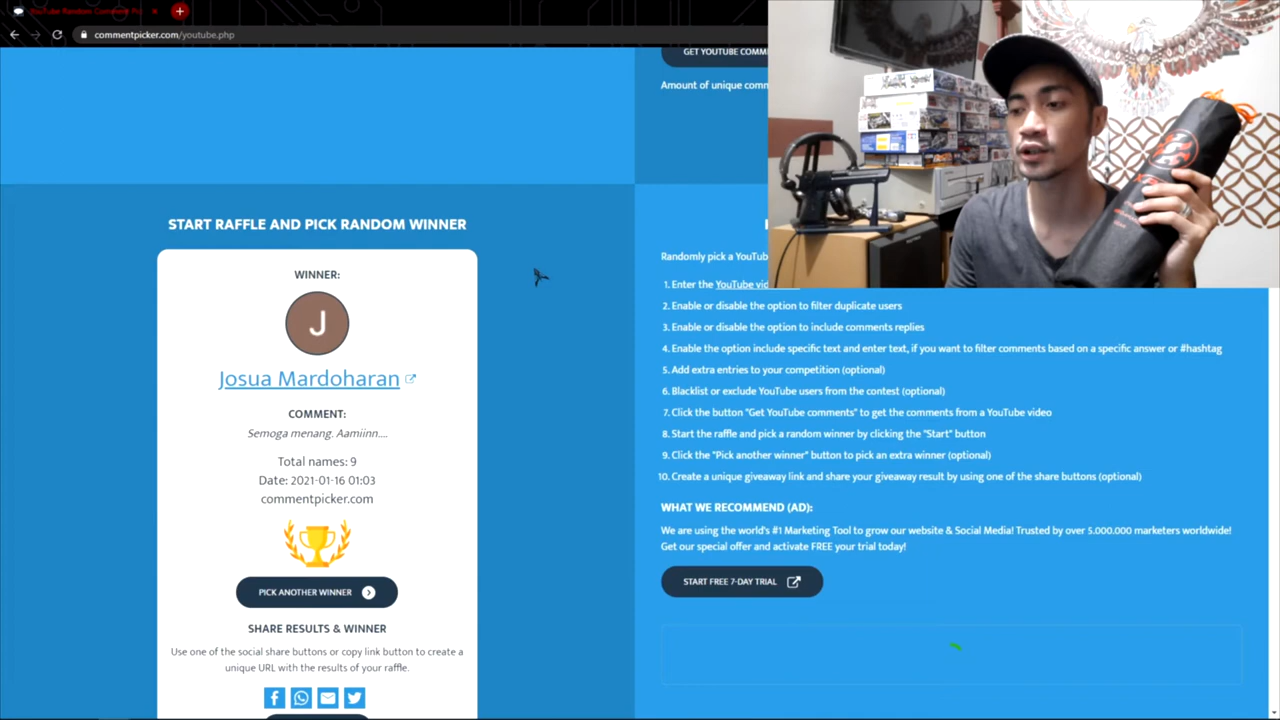 YouTube Random Comment Pic
commentpicker.com/youtube.php
GET YOUTUBE COMM
Amount of unique comm
START RAFFLE AND PICK RANDOM WINNER
WINNER:
J
Josua Mardoharan
COMMENT:
Semoga menang. Aamiinn....
Total names: 9
Date: 2021-01-16 01:03
commentpicker.com
PICK ANOTHER WINNER
SHARE RESULTS & WINNER
Use one of the social share buttons or copy link button to create a
unique URL with the results of your raffle.
Randomly pick a YouTub
1. Enter the YouTube vid
2. Enable or disable the option to filter duplicate users
3. Enable or disable the option to include comments replies
4. Enable the option include specific text and enter text, if you want to filter comments based on a specific answer or #hashtag
5. Add extra entries to your competition (optional)
6. Blacklist or exclude YouTube users from the contest (optional)
7. Click the button "Get YouTube comments" to get the comments from a YouTube video
8. Start the raffle and pick a random winner by clicking the "Start" button
9. Click the "Pick another winner" button to pick an extra winner (optional)
10. Create a unique giveaway link and share your giveaway result by using one of the share buttons (optional)
WHAT WE RECOMMEND (AD):
We are using the world's #1 Marketing Tool to grow our website & Social Media! Trusted by over 5.000.000 marketers worldwide!
Get our special offer and activate FREE your trial today!
START FREE 7-DAY TRIAL